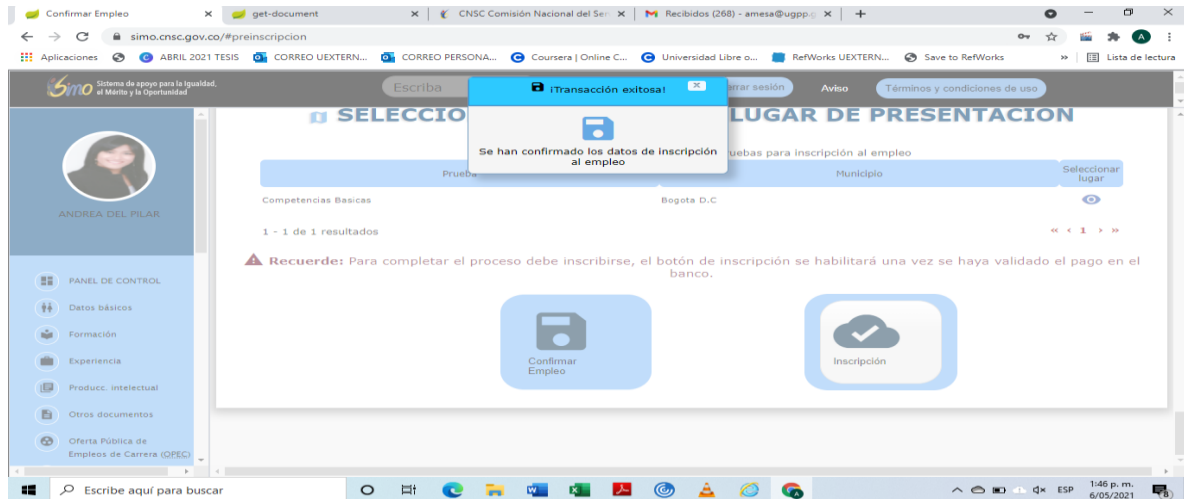 Confirmar Empleo
get-document
CNSC Comisión Nacional del Ser
Recibidos (268) - amesa@ugpp.g
simo.cnsc.gov.co/#preinscripcion
Aplicaciones
ABRIL 2021 TESIS
CORREO UEXTERN...
CORREO PERSONA...
Coursera | Online C...
Universidad Libre o...
RefWorks UEXTERN...
Save to RefWorks
»
Lista de lectura
Simo Sistema de apoyo para la Igualdad,
el Mérito y la Oportunidad
Escriba
¡Transacción exitosa!
errar sesión
Aviso
Términos y condiciones de uso
SELECCIO
LUGAR DE PRESENTACION
Se han confirmado los datos de inscripción
al empleo
uebas para inscripción al empleo
Prueba
Municipio
Seleccionar
lugar
Competencias Basicas
Bogota D.C
1 - 1 de 1 resultados
« ‹ 1 › »
ANDREA DEL PILAR
Recuerde: Para completar el proceso debe inscribirse, el botón de inscripción se habilitará una vez se haya validado el pago en el
banco.
PANEL DE CONTROL
Datos básicos
Formación
Experiencia
Producc. intelectual
Otros documentos
Oferta Pública de
Empleos de Carrera (OPEC)
Confirmar
Empleo
Inscripción
Escribe aquí para buscar
ESP
1:46 p. m.
6/05/2021